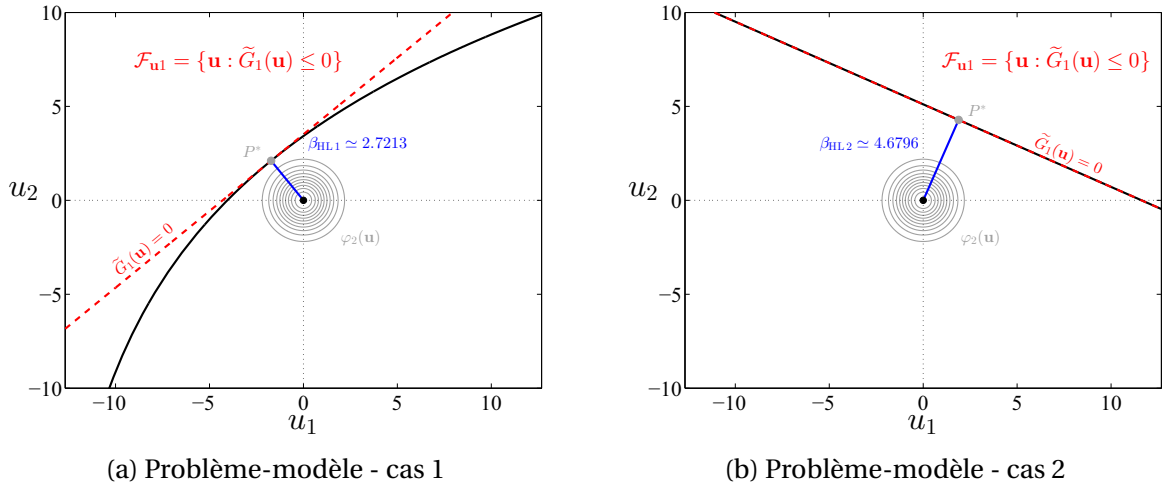 10
5
0
−5
−10
u₂
−10
−5
0
5
10
u₁
𝓕ᵤ₁ = {𝐮 : G̃₁(𝐮) ≤ 0}
P*
β_HL 1 ≃ 2.7213
G̃₁(𝐮) = 0
φ₂(𝐮)
(a) Problème-modèle - cas 1
10
5
0
−5
−10
u₂
−10
−5
0
5
10
u₁
𝓕ᵤ₁ = {𝐮 : G̃₁(𝐮) ≤ 0}
P*
β_HL 2 ≃ 4.6796
G̃₁(𝐮) = 0
φ₂(𝐮)
(b) Problème-modèle - cas 2